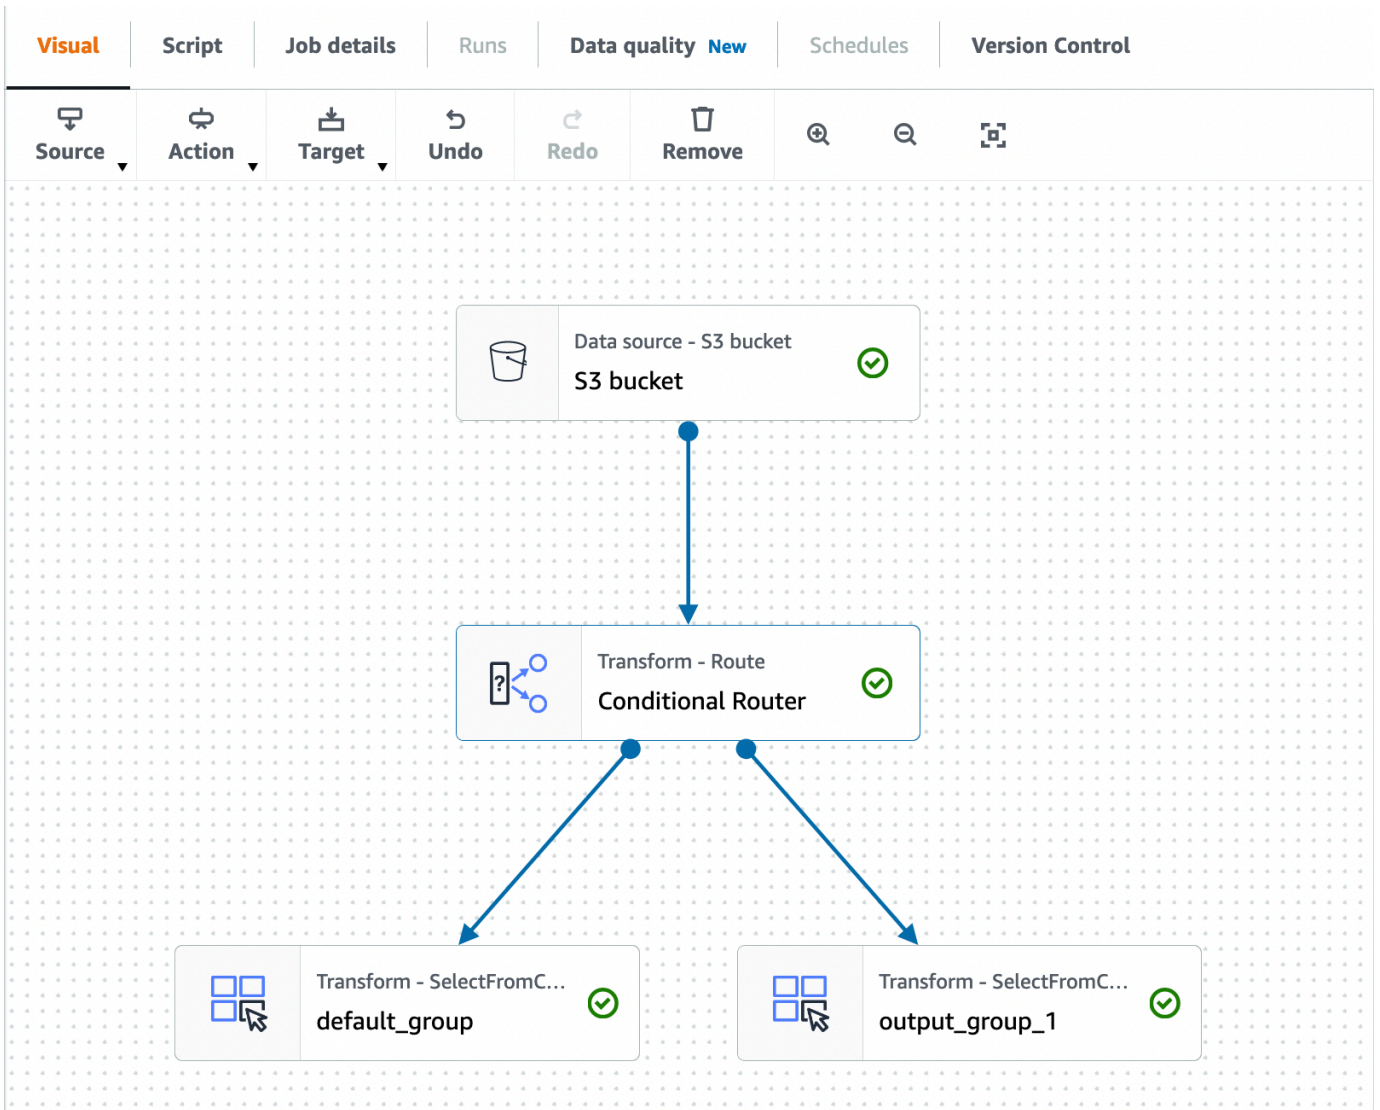 Visual Script Job details Runs Data quality New Schedules Version Control
Source Action Target Undo Redo Remove
Data source - S3 bucket
S3 bucket
Transform - Route
?
Conditional Router
Transform - SelectFromC...
default_group
Transform - SelectFromC...
output_group_1